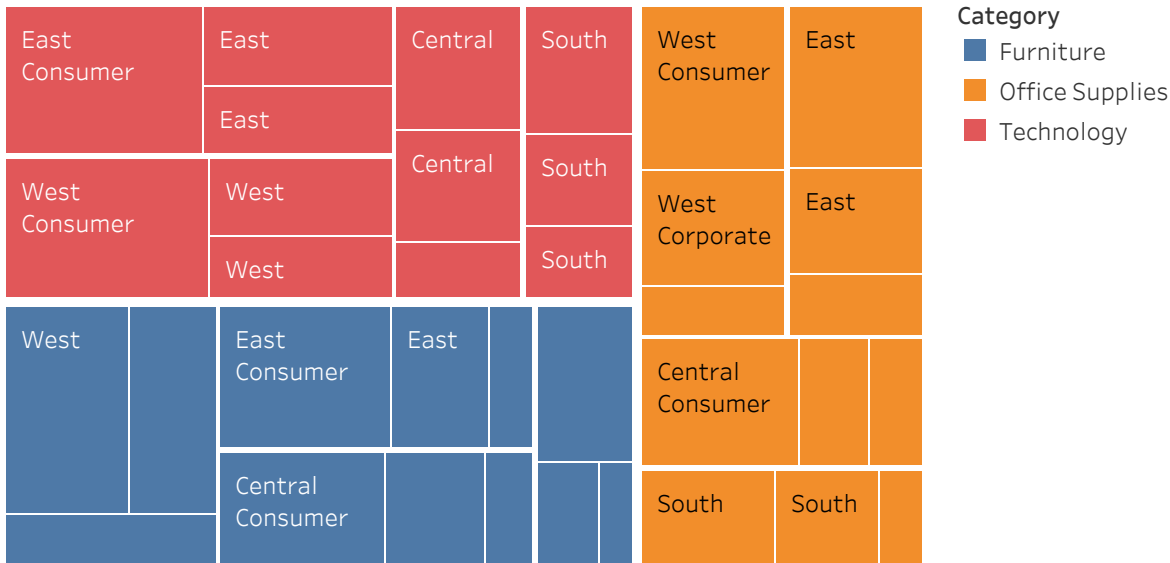 East
Consumer
East
East
Central
Central
South
South
South
West
Consumer
West
West
West
East
Consumer
East
Central
Consumer
West
Consumer
East
West
Corporate
East
Central
Consumer
South
South
Category
Furniture
Office Supplies
Technology